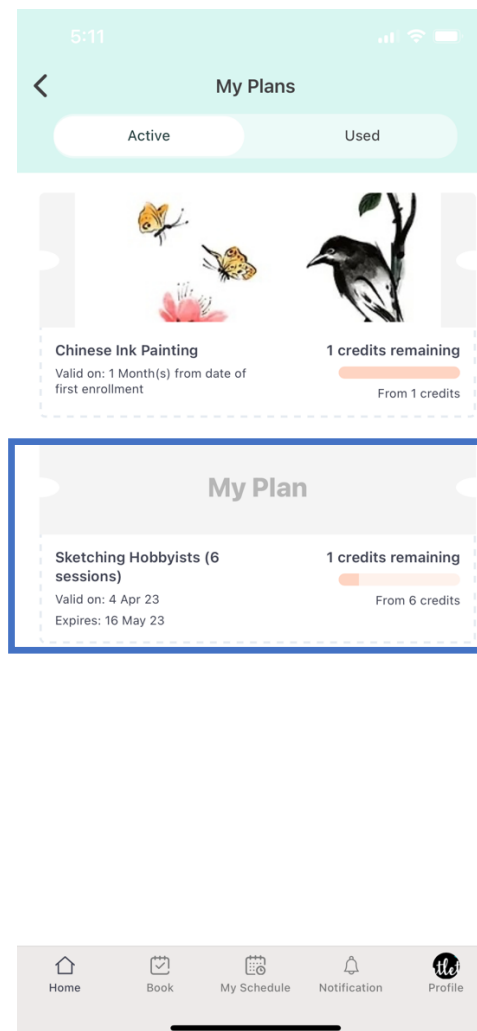 5:11
My Plans
Active
Used
Chinese Ink Painting
1 credits remaining
Valid on: 1 Month(s) from date of
first enrollment
From 1 credits
My Plan
Sketching Hobbyists (6
sessions)
1 credits remaining
Valid on: 4 Apr 23
From 6 credits
Expires: 16 May 23
Home
Book
My Schedule
Notification
Profile